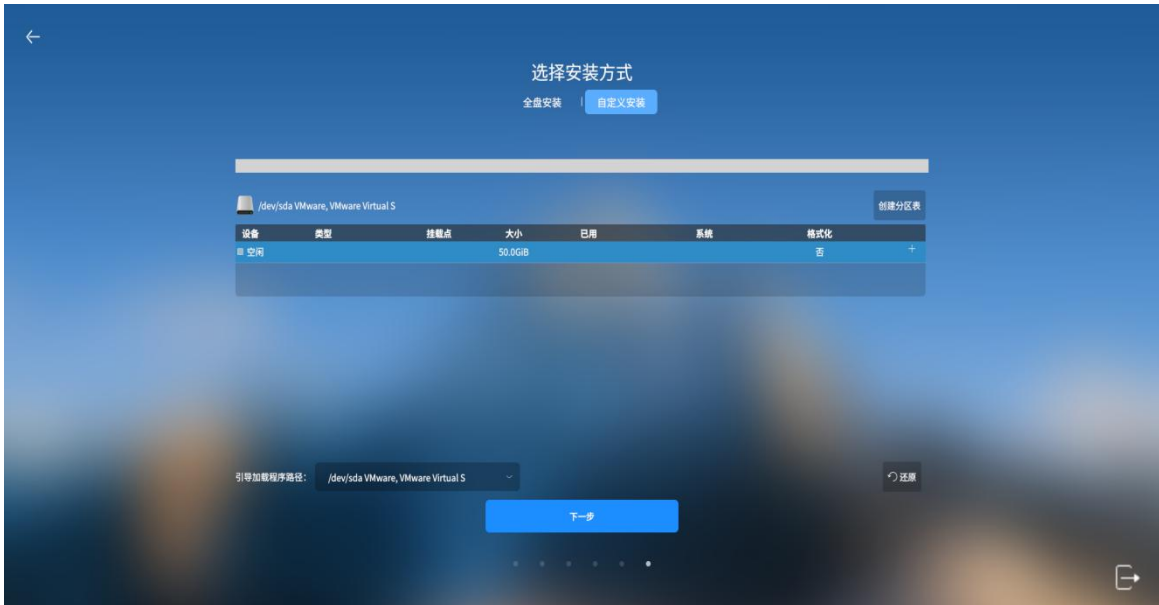 选择安装方式
全盘安装 | 自定义安装
/dev/sda VMware, VMware Virtual S 创建分区表
设备 类型 挂载点 大小 已用 系统 格式化
空闲 50.0GiB 否 +
引导加载程序路径: /dev/sda VMware, VMware Virtual S 还原
下一步